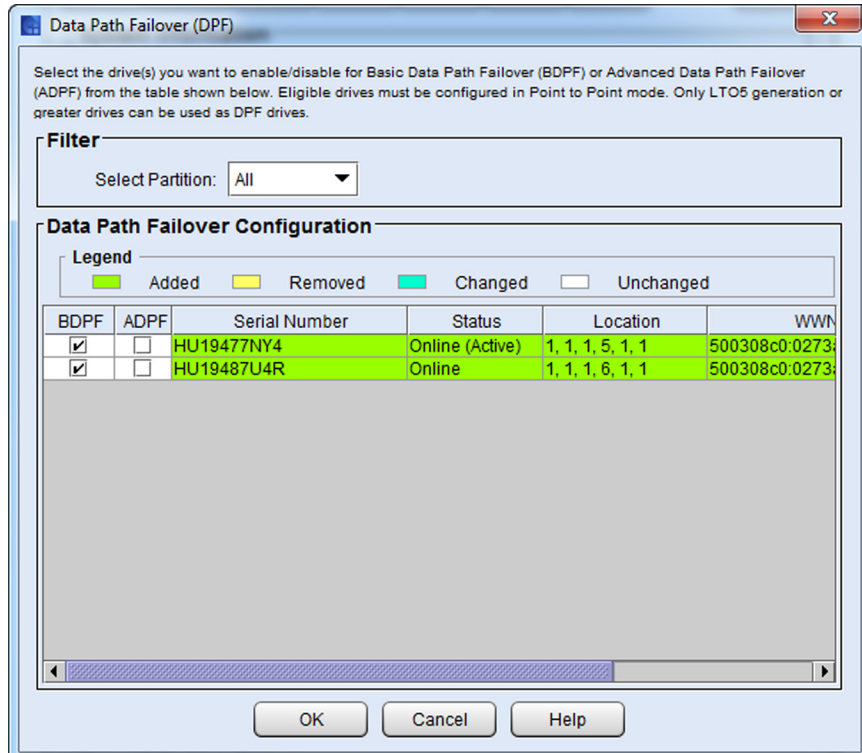 Data Path Failover (DPF)
Select the drive(s) you want to enable/disable for Basic Data Path Failover (BDPF) or Advanced Data Path Failover
(ADPF) from the table shown below. Eligible drives must be configured in Point to Point mode. Only LTO5 generation or
greater drives can be used as DPF drives.
Filter
Select Partition: All
Data Path Failover Configuration
Legend
Added Removed Changed Unchanged
BDPF ADPF Serial Number Status Location WWN
HU19477NY4 Online (Active) 1, 1, 1, 5, 1, 1 500308c0:0273
HU19487U4R Online 1, 1, 1, 6, 1, 1 500308c0:0273
OK Cancel Help